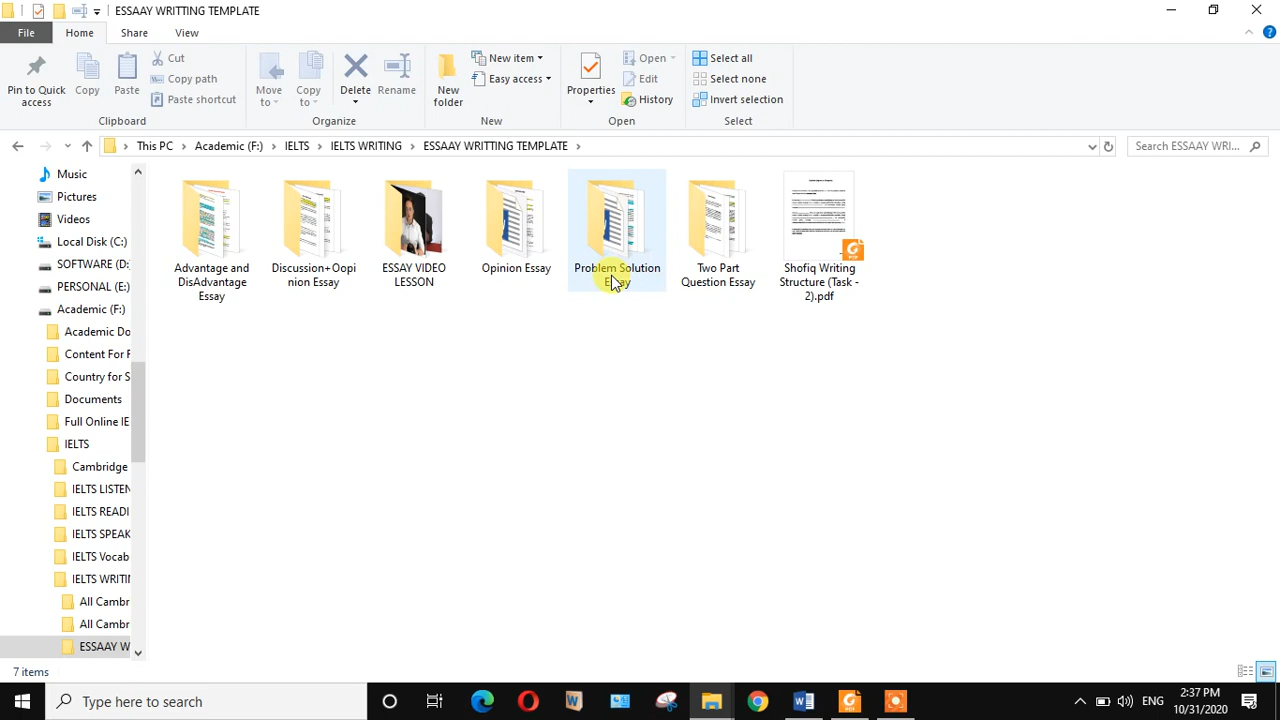 ESSAAY WRITTING TEMPLATE
File Home Share View
Pin to Quick access
Copy
Paste
Cut
Copy path
Paste shortcut
Clipboard
Move to
Copy to
Delete
Rename
Organize
New folder
New item
Easy access
New
Properties
Open
Edit
History
Open
Select all
Select none
Invert selection
Select
This PC > Academic (F:) > IELTS > IELTS WRITING > ESSAAY WRITTING TEMPLATE >
Search ESSAAY WRI...
Music
Pictures
Videos
Local Disk (C:)
SOFTWARE (D:
PERSONAL (E:)
Academic (F:)
Academic Do
Content For F
Country for S
Documents
Full Online IE
IELTS
Cambridge
IELTS LISTEN
IELTS READI
IELTS SPEAK
IELTS Vocab
IELTS WRITI
All Cambr
All Cambr
ESSAAY W
Advantage and
DisAdvantage
Essay
Discussion+Oopi
nion Essay
ESSAY VIDEO
LESSON
Opinion Essay
Problem Solution
Essay
Two Part
Question Essay
Shofiq Writing
Structure (Task -
2).pdf
7 items
Type here to search
ENG
2:37 PM
10/31/2020